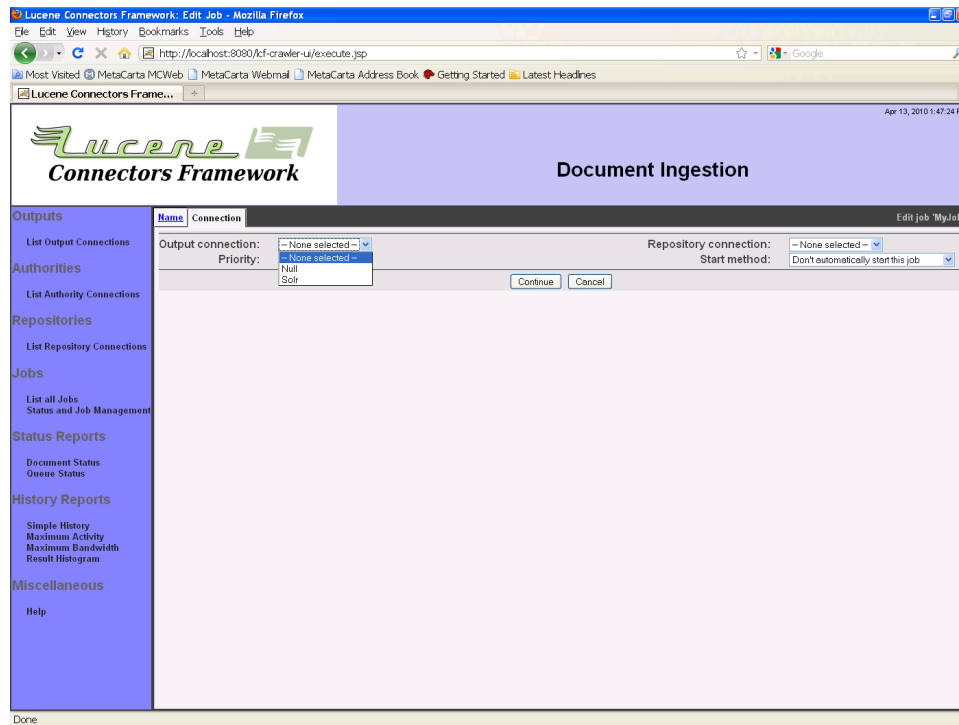 Lucene Connectors Framework: Edit Job - Mozilla Firefox
File Edit View History Bookmarks Tools Help
http://localhost:8080/lcf-crawler-ui/execute.jsp
Google
Most Visited MetaCarta MCWeb MetaCarta Webmail MetaCarta Address Book Getting Started Latest Headlines
Lucene Connectors Frame...
Apr 13, 2010 1:47:24
Lucene
Connectors Framework
Document Ingestion
Outputs
Name Connection
Edit job 'MyJo
List Output Connections
Output connection: -- None selected --
Repository connection: -- None selected --
-- None selected --
Null
Solr
Priority:
Start method: Don't automatically start this job
Continue Cancel
Authorities
List Authority Connections
Repositories
List Repository Connections
Jobs
List all Jobs
Status and Job Management
Status Reports
Document Status
Queue Status
History Reports
Simple History
Maximum Activity
Maximum Bandwidth
Result Histogram
Miscellaneous
Help
Done